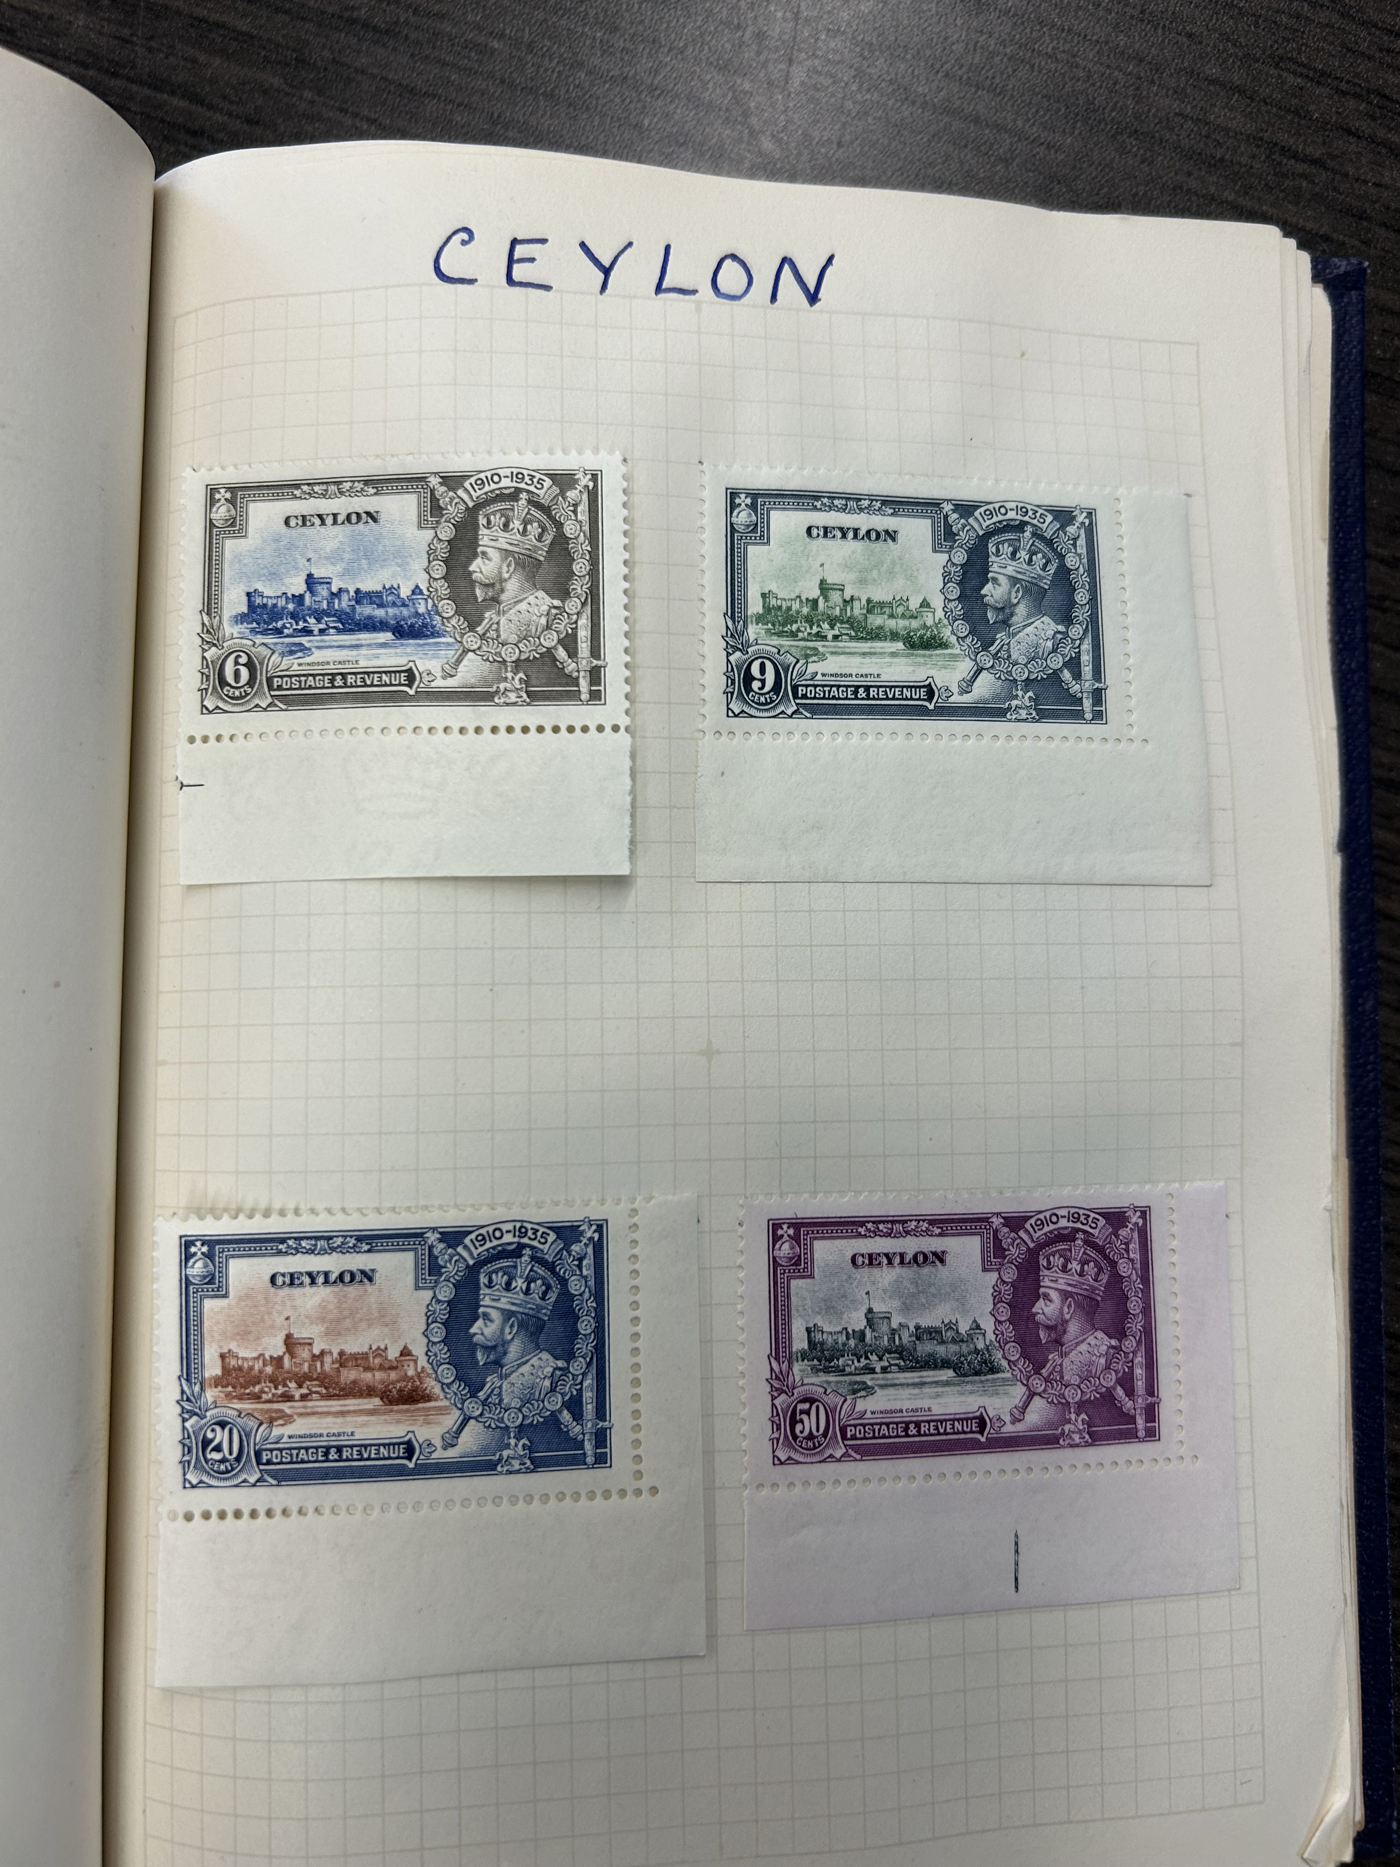 CEYLON
1910-1935
CEYLON
WINDSOR CASTLE
6 CENTS
POSTAGE & REVENUE
1910-1935
CEYLON
WINDSOR CASTLE
9 CENTS
POSTAGE & REVENUE
1910-1935
CEYLON
WINDSOR CASTLE
20 CENTS
POSTAGE & REVENUE
1910-1935
CEYLON
WINDSOR CASTLE
50 CENTS
POSTAGE & REVENUE